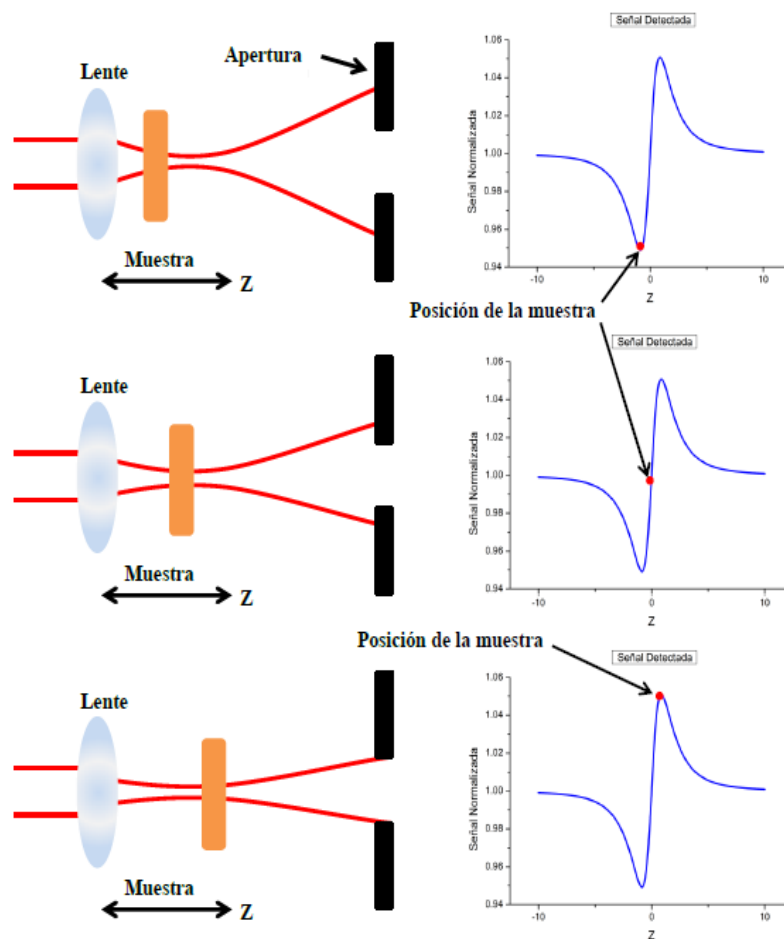 Señal Detectada
Apertura
Lente
1.06
1.04
1.02
1.00
0.98
0.96
0.94
Señal Normalizada
-10
0
10
Z
Muestra
Z
Posición de la muestra
Señal Detectada
Lente
1.06
1.04
1.02
1.00
0.98
0.96
0.94
Señal Normalizada
-10
0
10
Z
Muestra
Z
Posición de la muestra
Señal Detectada
Lente
1.06
1.04
1.02
1.00
0.98
0.96
0.94
Señal Normalizada
-10
0
10
Z
Muestra
Z